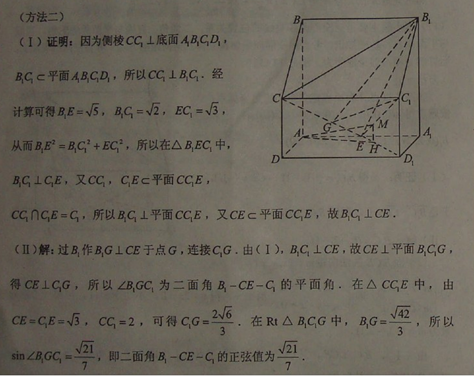 (方法二)
(Ⅰ)证明:因为侧棱CC₁⊥底面A₁B₁C₁D₁,
B₁C₁⊂平面A₁B₁C₁D₁,所以CC₁⊥B₁C₁.经
计算可得B₁E=√5,B₁C₁=√2,EC₁=√3,
从而B₁E²=B₁C₁²+EC₁²,所以在△B₁EC₁中,
B₁C₁⊥C₁E,又CC₁,C₁E⊂平面CC₁E,
CC₁∩C₁E=C₁,所以B₁C₁⊥平面CC₁E,又CE⊂平面CC₁E,故B₁C₁⊥CE.
(Ⅱ)解:过B₁作B₁G⊥CE于点G,连接C₁G.由(Ⅰ),B₁C₁⊥CE,故CE⊥平面B₁C₁G,
得CE⊥C₁G,所以∠B₁GC₁为二面角B₁-CE-C₁的平面角.在△CC₁E中,由
CE=C₁E=√3,CC₁=2,可得C₁G=2√6/3.在Rt△B₁C₁G中,B₁G=√42/3,所以
sin∠B₁GC₁=√21/7,即二面角B₁-CE-C₁的正弦值为√21/7.
B
B₁
C
C₁
G
M
A
E
H
A₁
D
D₁